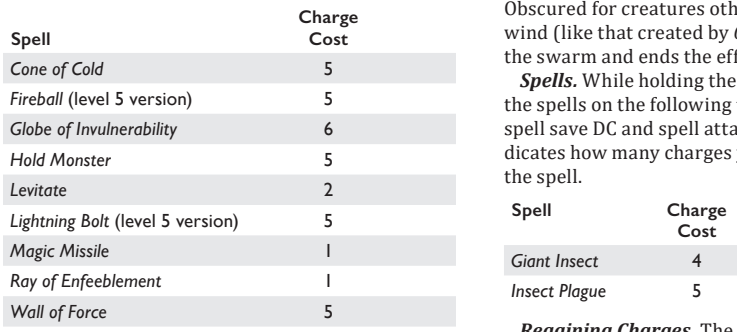 Spell Charge Cost
Cone of Cold 5
Fireball (level 5 version) 5
Globe of Invulnerability 6
Hold Monster 5
Levitate 2
Lightning Bolt (level 5 version) 5
Magic Missile 1
Ray of Enfeeblement 1
Wall of Force 5
Obscured for creatures
wind (like that created by
the swarm and ends the
Spells. While holding the
the spells on the following
spell save DC and spell
dicates how many charges
the spell.
Spell Charge Cost
Giant Insect 4
Insect Plague 5
Regaining Charges. The